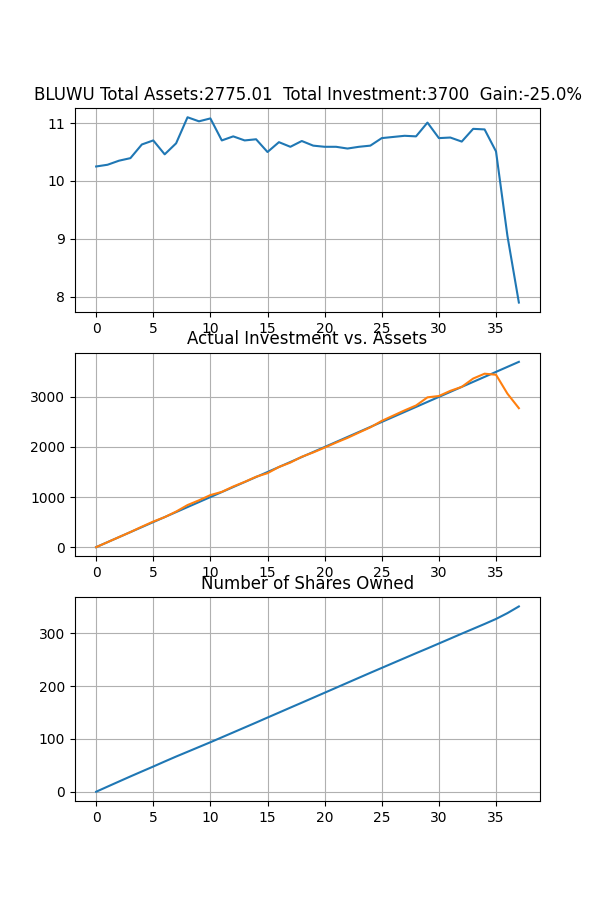 BLUWU Total Assets:2775.01  Total Investment:3700  Gain:-25.0%
11
10
9
8
0 5 10 15 20 25 30 35
Actual Investment vs. Assets
3000
2000
1000
0
0 5 10 15 20 25 30 35
Number of Shares Owned
300
200
100
0
0 5 10 15 20 25 30 35